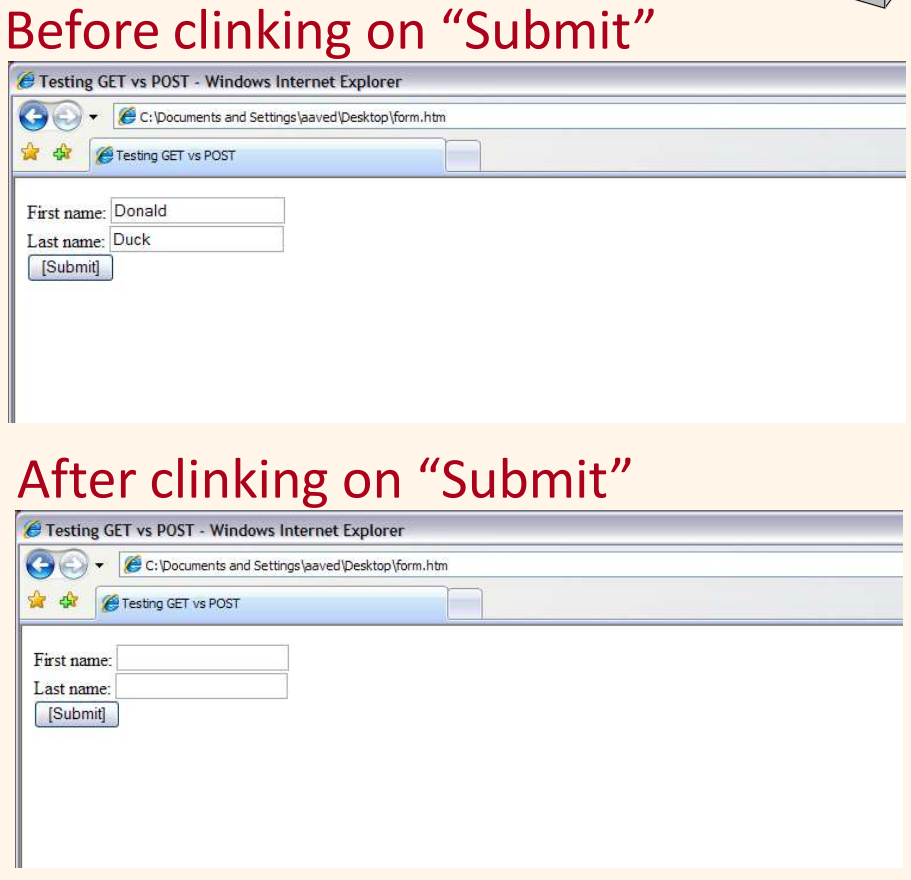 Before clinking on “Submit”
Testing GET vs POST - Windows Internet Explorer
C:\Documents and Settings\aaved\Desktop\form.htm
Testing GET vs POST
First name: Donald
Last name: Duck
[Submit]
After clinking on “Submit”
Testing GET vs POST - Windows Internet Explorer
C:\Documents and Settings\aaved\Desktop\form.htm
Testing GET vs POST
First name:
Last name:
[Submit]